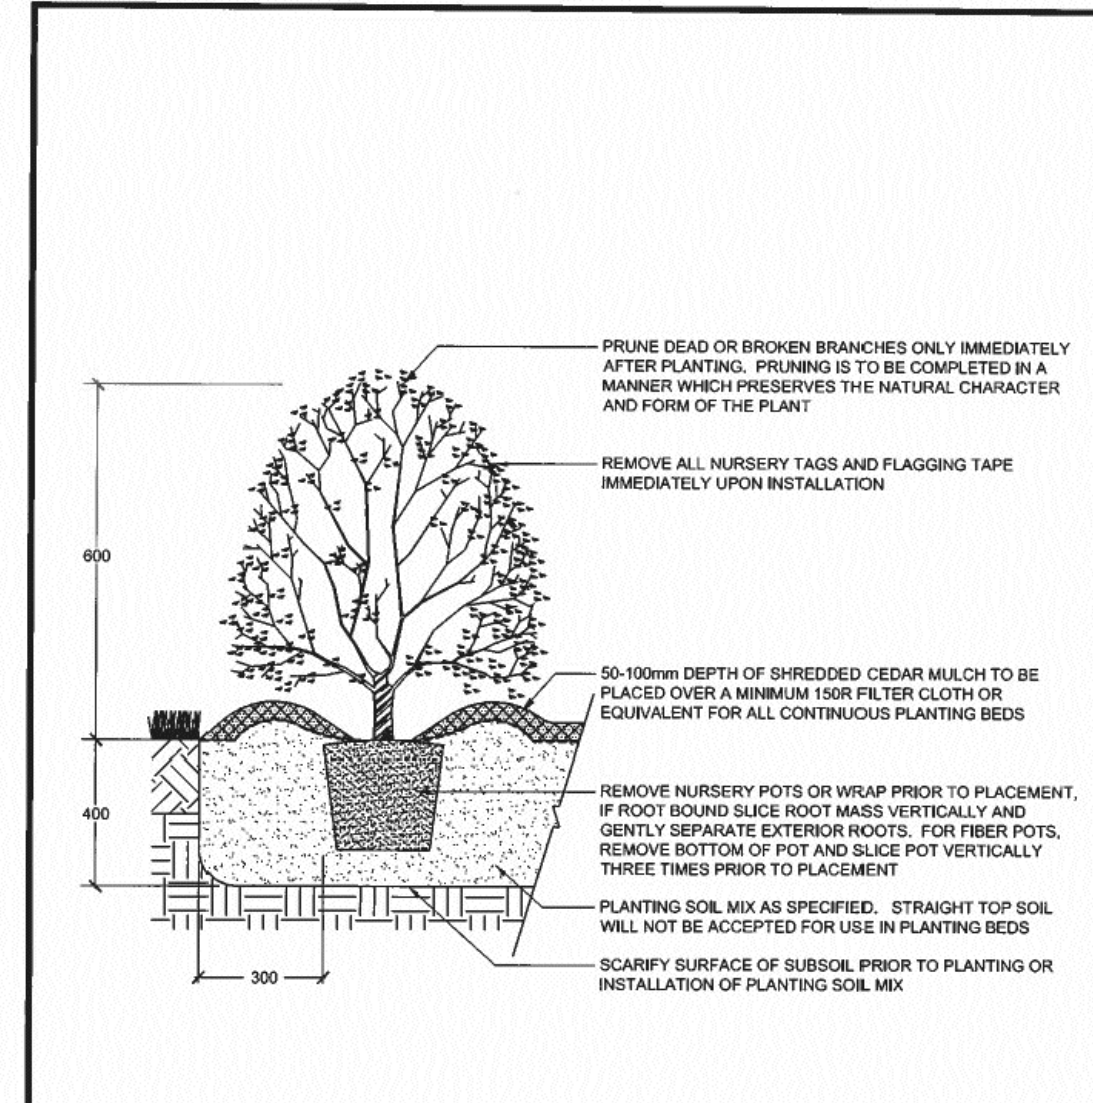 PRUNE DEAD OR BROKEN BRANCHES ONLY IMMEDIATELY
AFTER PLANTING. PRUNING IS TO BE COMPLETED IN A
MANNER WHICH PRESERVES THE NATURAL CHARACTER
AND FORM OF THE PLANT
REMOVE ALL NURSERY TAGS AND FLAGGING TAPE
IMMEDIATELY UPON INSTALLATION
600
50-100mm DEPTH OF SHREDDED CEDAR MULCH TO BE
PLACED OVER A MINIMUM 150R FILTER CLOTH OR
EQUIVALENT FOR ALL CONTINUOUS PLANTING BEDS
400
REMOVE NURSERY POTS OR WRAP PRIOR TO PLACEMENT,
IF ROOT BOUND SLICE ROOT MASS VERTICALLY AND
GENTLY SEPARATE EXTERIOR ROOTS. FOR FIBER POTS,
REMOVE BOTTOM OF POT AND SLICE POT VERTICALLY
THREE TIMES PRIOR TO PLACEMENT
PLANTING SOIL MIX AS SPECIFIED. STRAIGHT TOP SOIL
WILL NOT BE ACCEPTED FOR USE IN PLANTING BEDS
SCARIFY SURFACE OF SUBSOIL PRIOR TO PLANTING OR
INSTALLATION OF PLANTING SOIL MIX
300